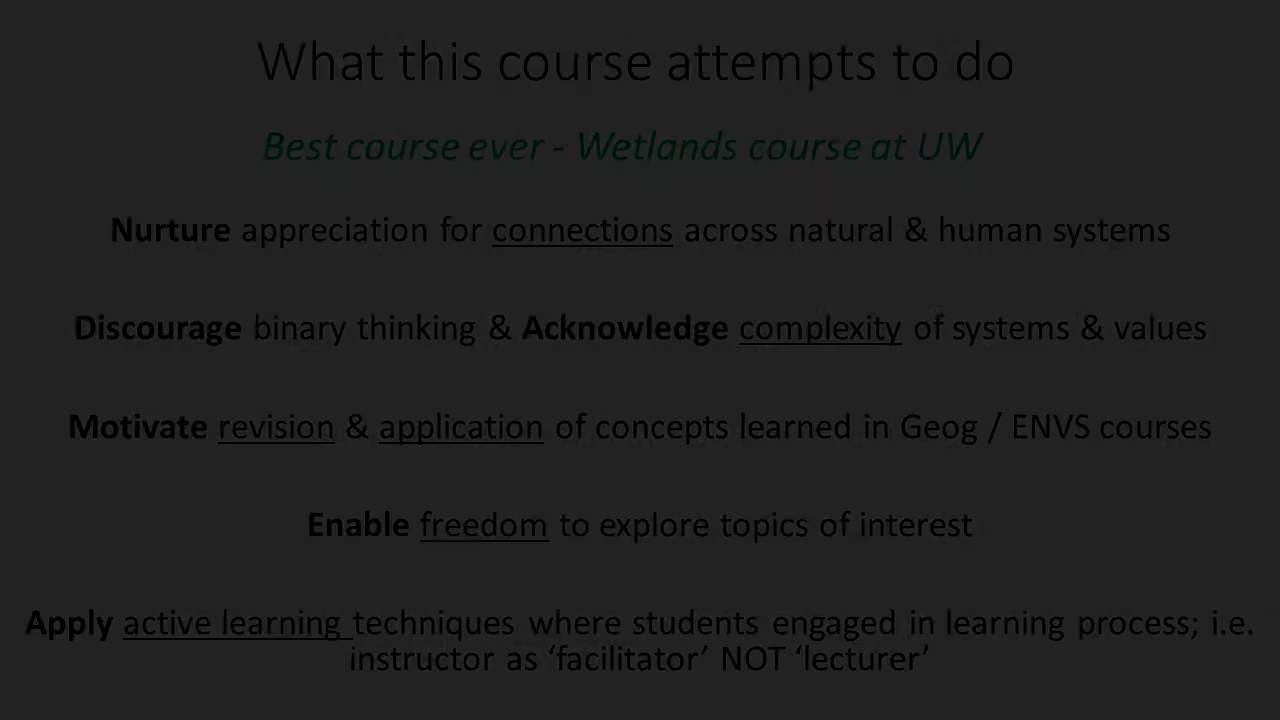 What this course attempts to do
Best course ever - Wetlands course at UW
Nurture appreciation for connections across natural & human systems
Discourage binary thinking & Acknowledge complexity of systems & values
Motivate revision & application of concepts learned in Geog / ENVS courses
Enable freedom to explore topics of interest
Apply active learning techniques where students engaged in learning process; i.e.
instructor as ‘facilitator’ NOT ‘lecturer’